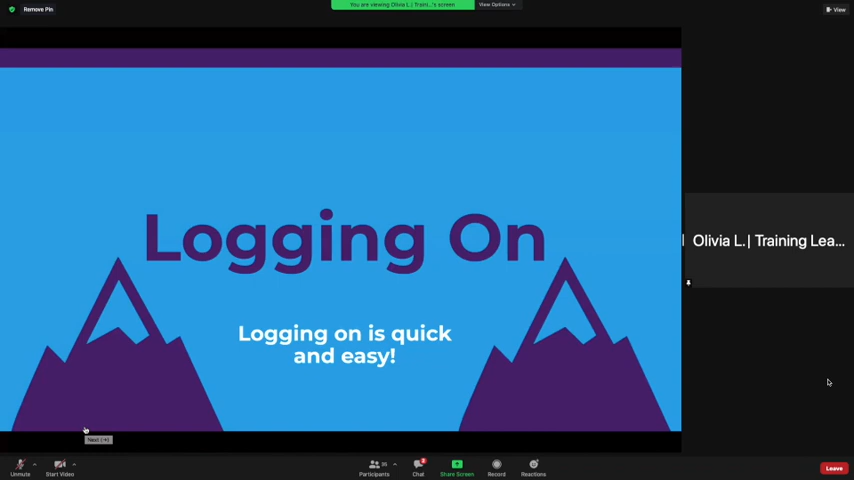 Remove Pin
You are viewing Olivia L.| Traini...'s screen
View Options
View
Logging On
Logging on is quick
and easy!
Olivia L.| Training Lea...
Unmute
Start Video
Participants
Chat
Share Screen
Record
Reactions
Leave